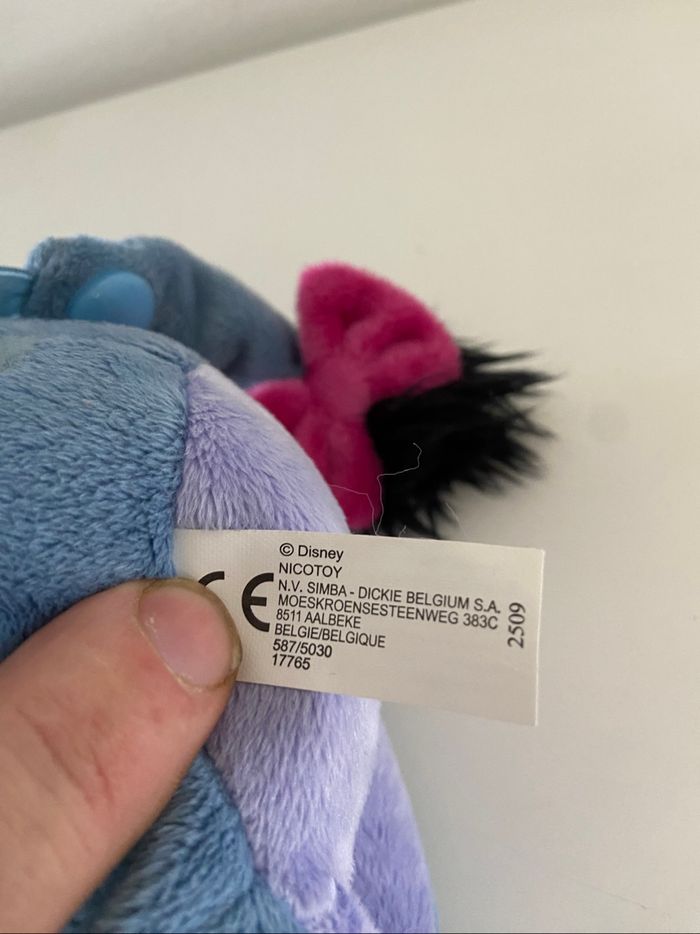 CE
© Disney
NICOTOY
N.V. SIMBA - DICKIE BELGIUM S.A.
MOESKROENSESTEENWEG 383C
8511 AALBEKE
BELGIE/BELGIQUE
587/5030
17765
2509